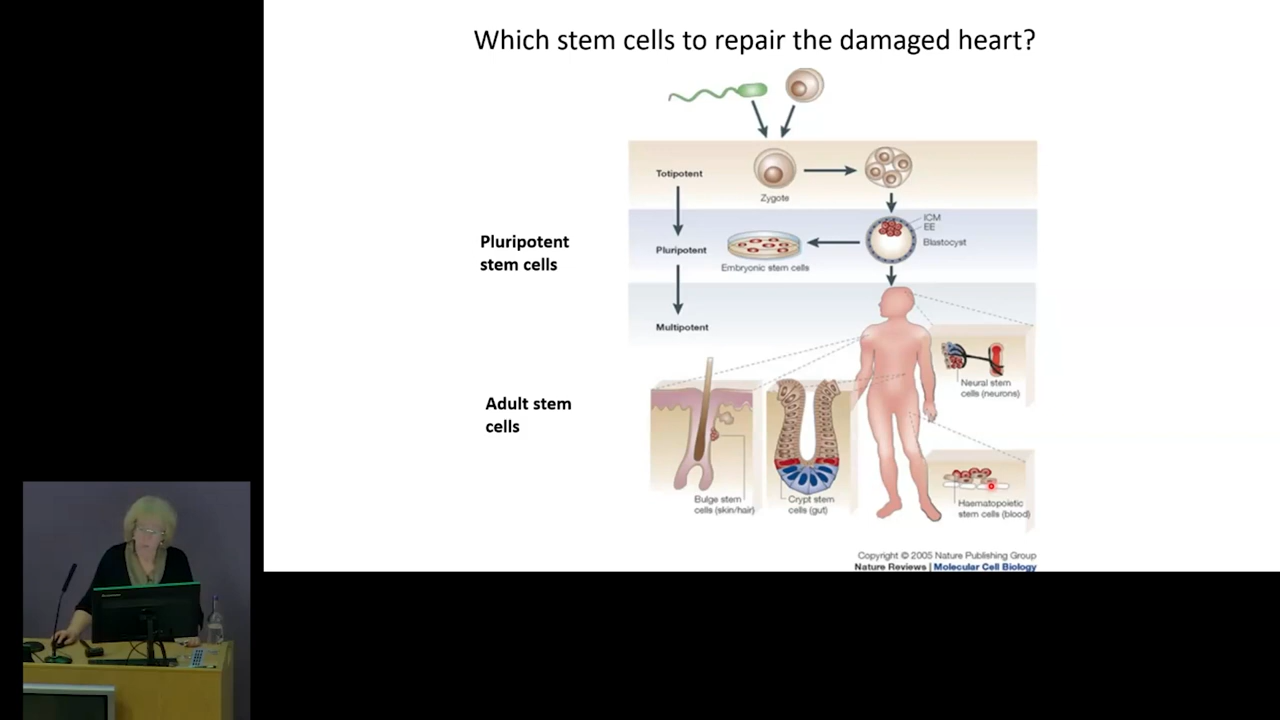 Which stem cells to repair the damaged heart?
Totipotent
Zygote
ICM
EE
Blastocyst
Pluripotent
stem cells
Pluripotent
Embryonic stem cells
Multipotent
Neural stem
cells (neurons)
Adult stem
cells
Bulge stem
cells (skin/hair)
Crypt stem
cells (gut)
Haematopoietic
stem cells (blood)
Copyright © 2005 Nature Publishing Group
Nature Reviews | Molecular Cell Biology